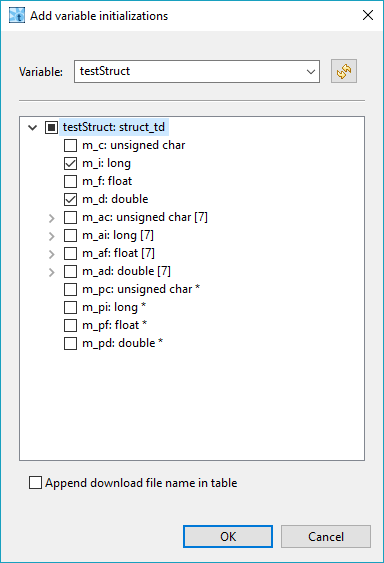 Add variable initializations
Variable: testStruct
testStruct: struct_td
m_c: unsigned char
m_i: long
m_f: float
m_d: double
m_ac: unsigned char [7]
m_ai: long [7]
m_af: float [7]
m_ad: double [7]
m_pc: unsigned char *
m_pi: long *
m_pf: float *
m_pd: double *
Append download file name in table
OK Cancel